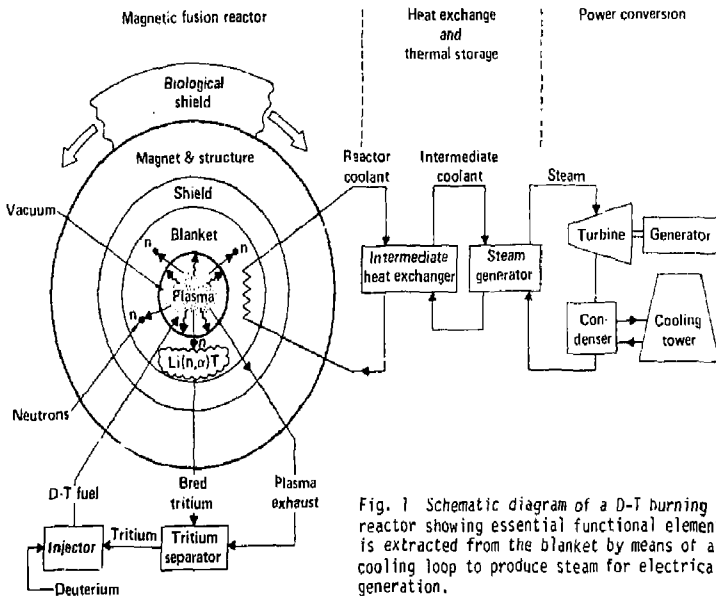 Magnetic fusion reactor
Heat exchange
and
thermal storage
Power conversion
Biological
shield
Magnet & structure
Shield
Blanket
Vacuum
n
n
Plasma
n
n
Li(n,α)T
Neutrons
Reactor
coolant
Intermediate
coolant
Steam
Intermediate
heat exchanger
Steam
generator
Turbine
Generator
Con-
denser
Cooling
tower
D-T fuel
Bred
tritium
Plasma
exhaust
Injector
Tritium
Tritium
separator
Deuterium
Fig. 1 Schematic diagram of a D-T burning
reactor showing essential functional
is extracted from the blanket by means of a
cooling loop to produce steam for electrica
generation.